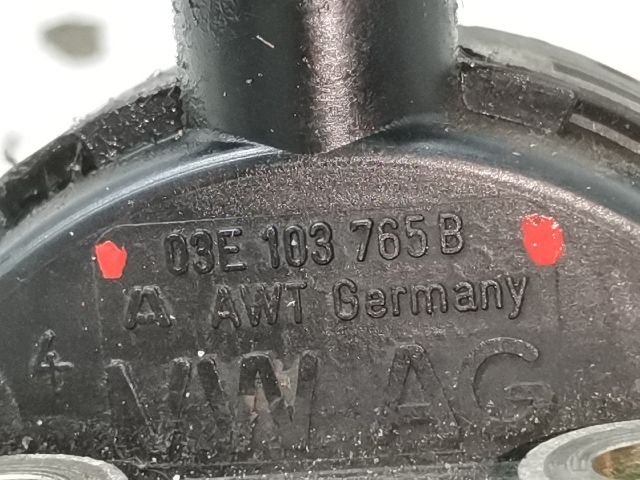 03E 103 765 B
A AWT Germany
4 VW AG